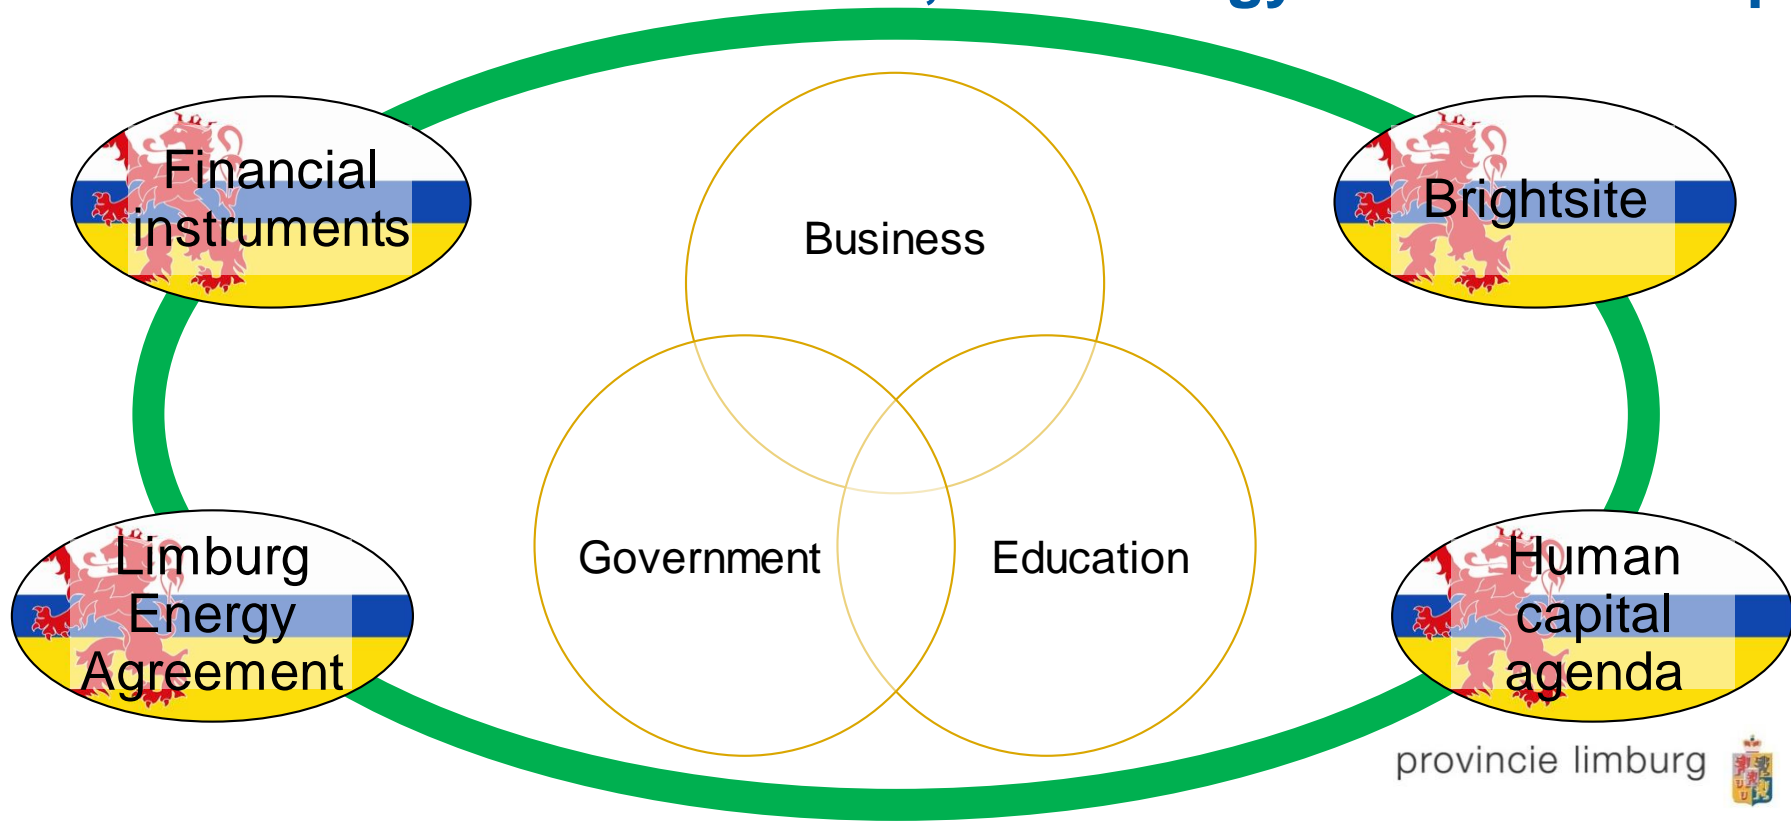 Financial
instruments
Brightsite
Business
Government
Education
Limburg
Energy
Agreement
Human
capital
agenda
provincie limburg